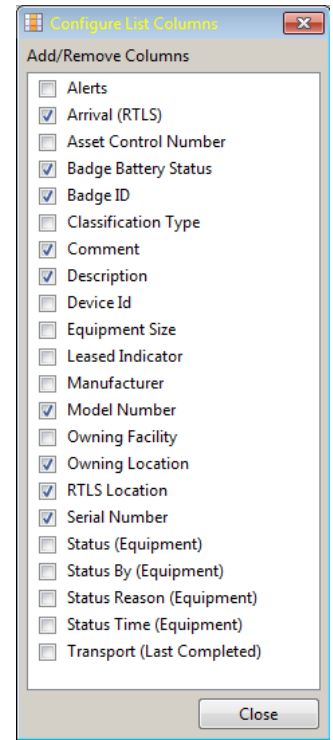 Configure List Columns
Add/Remove Columns
Alerts
Arrival (RTLS)
Asset Control Number
Badge Battery Status
Badge ID
Classification Type
Comment
Description
Device Id
Equipment Size
Leased Indicator
Manufacturer
Model Number
Owning Facility
Owning Location
RTLS Location
Serial Number
Status (Equipment)
Status By (Equipment)
Status Reason (Equipment)
Status Time (Equipment)
Transport (Last Completed)
Close